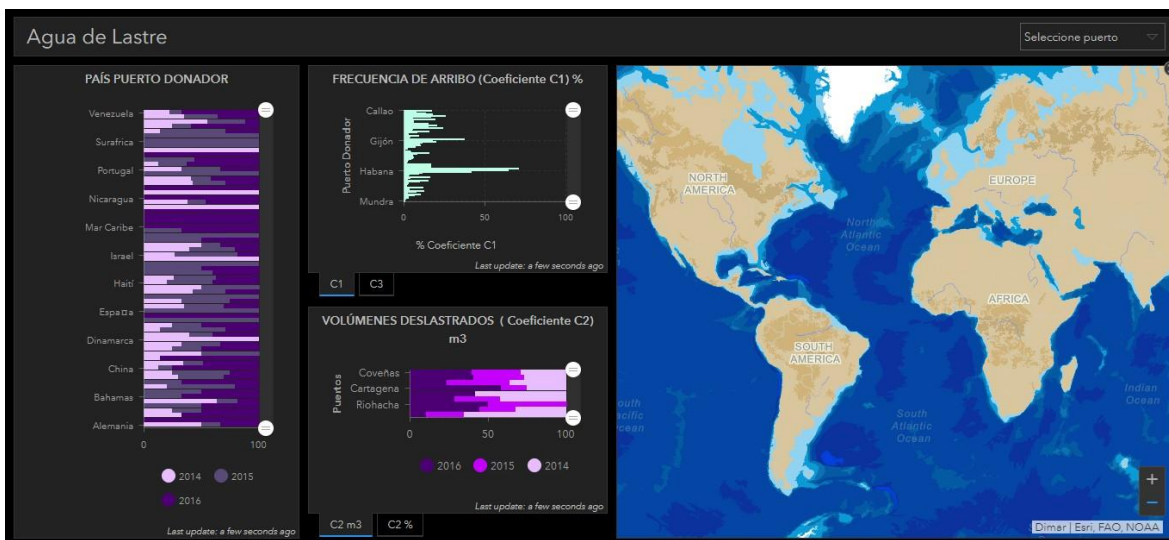 Agua de Lastre
Seleccione puerto
PAÍS PUERTO DONADOR
Venezuela
Surafrica
Portugal
Nicaragua
Mar Caribe
Israel
Haití
Espa¤a
Dinamarca
China
Bahamas
Alemania
0 100
2014 2015
2016
Last update: a few seconds ago
FRECUENCIA DE ARRIBO (Coeficiente C1) %
Puerto Donador
Callao
Gijón
Habana
Mundra
0 50 100
% Coeficiente C1
Last update: a few seconds ago
C1 C3
VOLÚMENES DESLASTRADOS ( Coeficiente C2)
m3
Puertos
Coveñas
Cartagena
Riohacha
0 50 100
2016 2015 2014
Last update: a few seconds ago
C2 m3 C2 %
NORTH
AMERICA
EUROPE
North
Atlantic
Ocean
AFRICA
SOUTH
AMERICA
Indian
Ocean
outh
acific
cean
South
Atlantic
Ocean
+
−
Dimar | Esri, FAO, NOAA